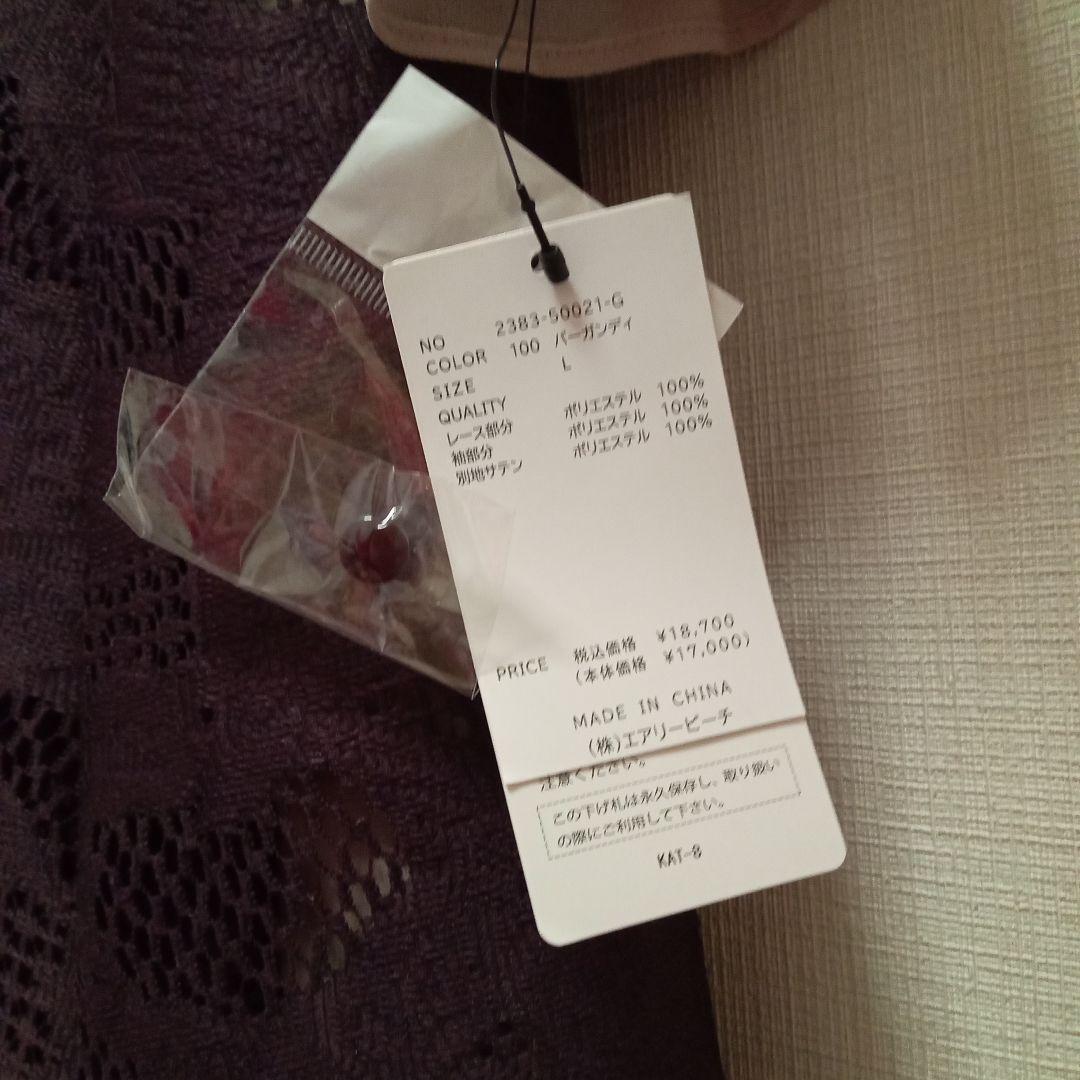 NO 2383-50021-G
COLOR 100 バーガンディ
SIZE L
QUALITY ポリエステル 100%
レース部分 ポリエステル 100%
袖部分 ポリエステル 100%
別地サテン
PRICE 税込価格 ¥18,700
(本体価格 ¥17,000)
MADE IN CHINA
(株)エアリーピーチ
注意ください。
この下げ札は永久保存し、取り扱い
の際にご利用して下さい。
KAT-8